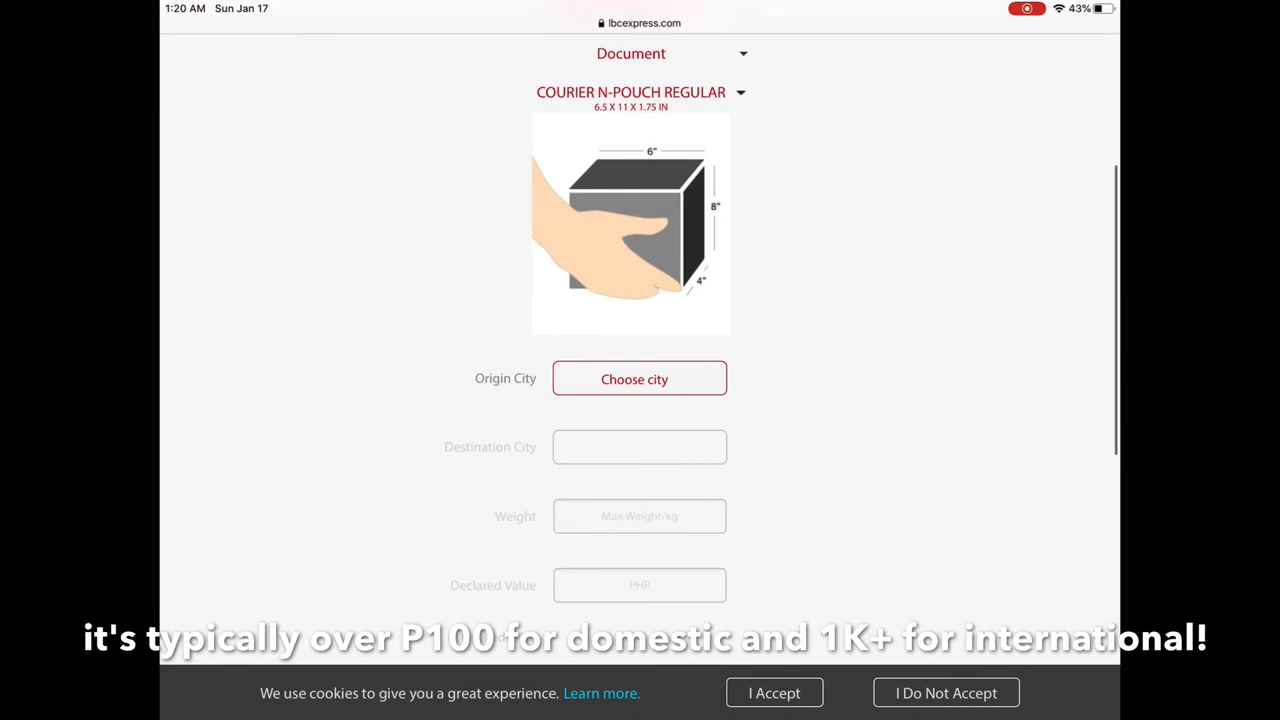 1:20 AM Sun Jan 17
43%
lbcexpress.com
Document
COURIER N-POUCH REGULAR
6.5 X 11 X 1.75 IN
6"
8"
4"
Origin City Choose city
Destination City
Weight Max Weight/kg
Declared Value PHP
it's typically over P100 for domestic and 1K+ for international!
We use cookies to give you a great experience. Learn more. I Accept I Do Not Accept